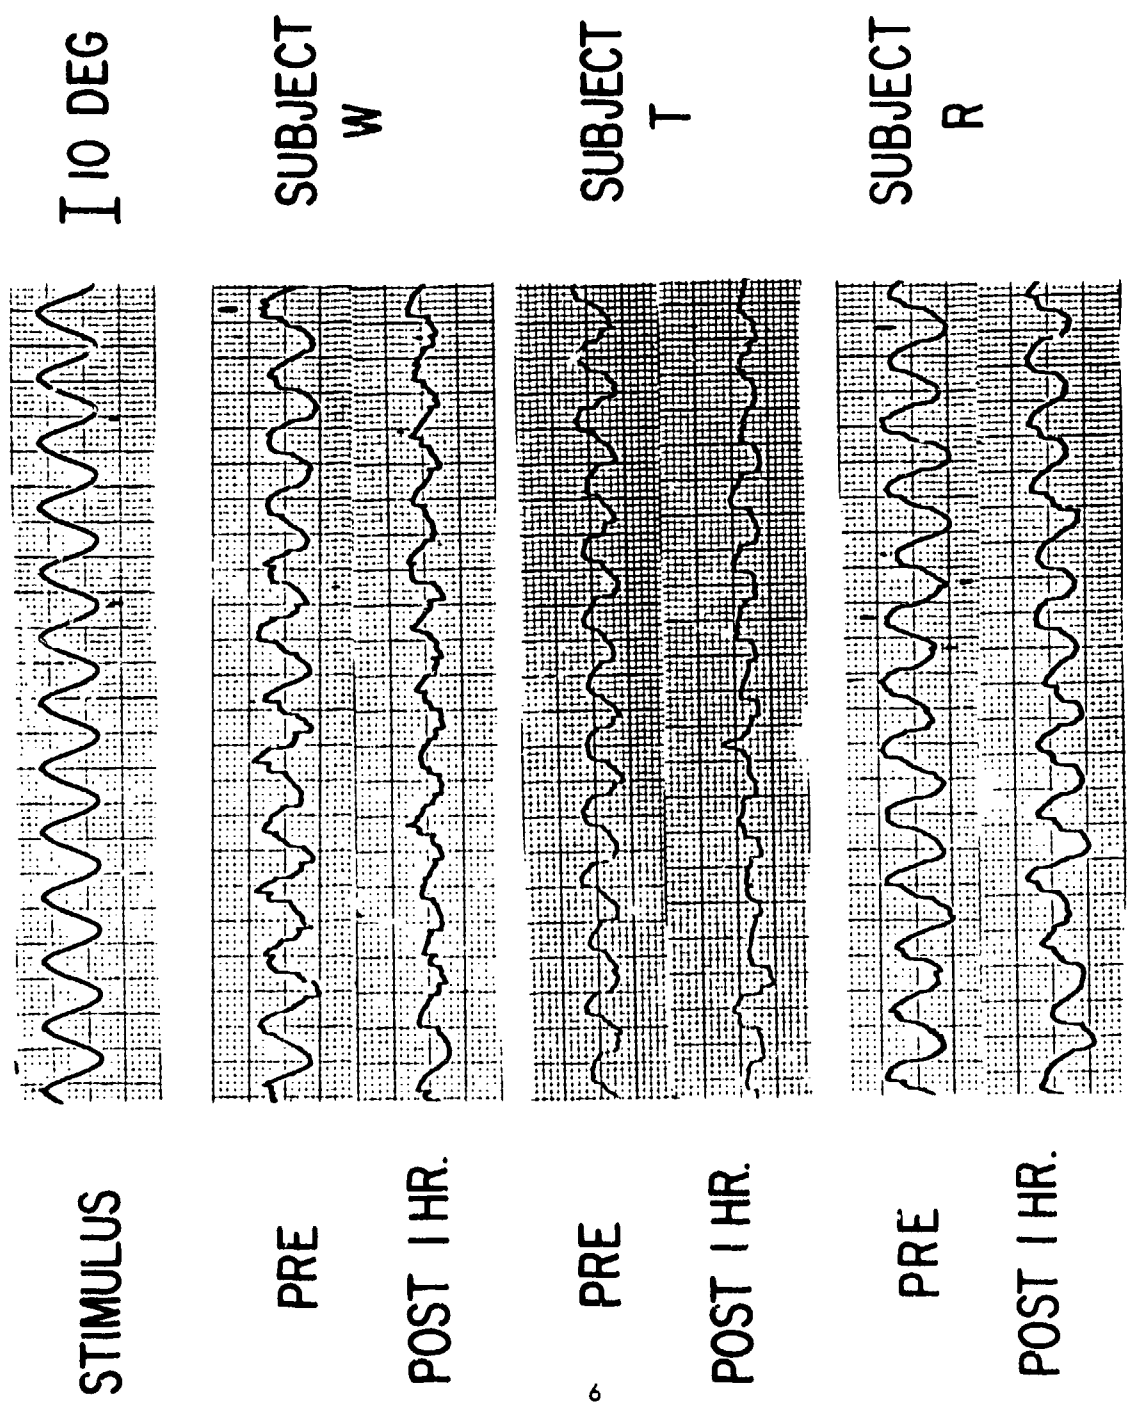 STIMULUS
I 10 DEG
PRE
SUBJECT
W
POST 1 HR.
PRE
SUBJECT
T
POST 1 HR.
PRE
SUBJECT
R
POST 1 HR.
6